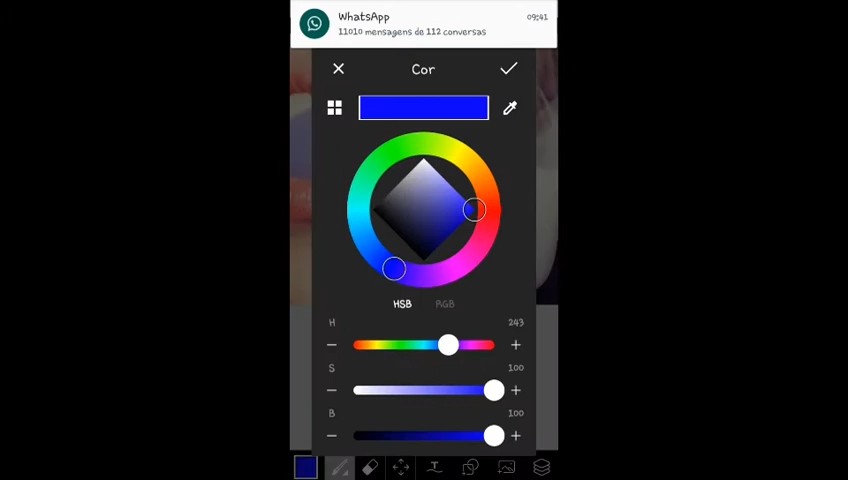 WhatsApp
09:41
11010 mensagens de 112 conversas
Cor
HSB
RGB
H
243
S
100
B
100
T